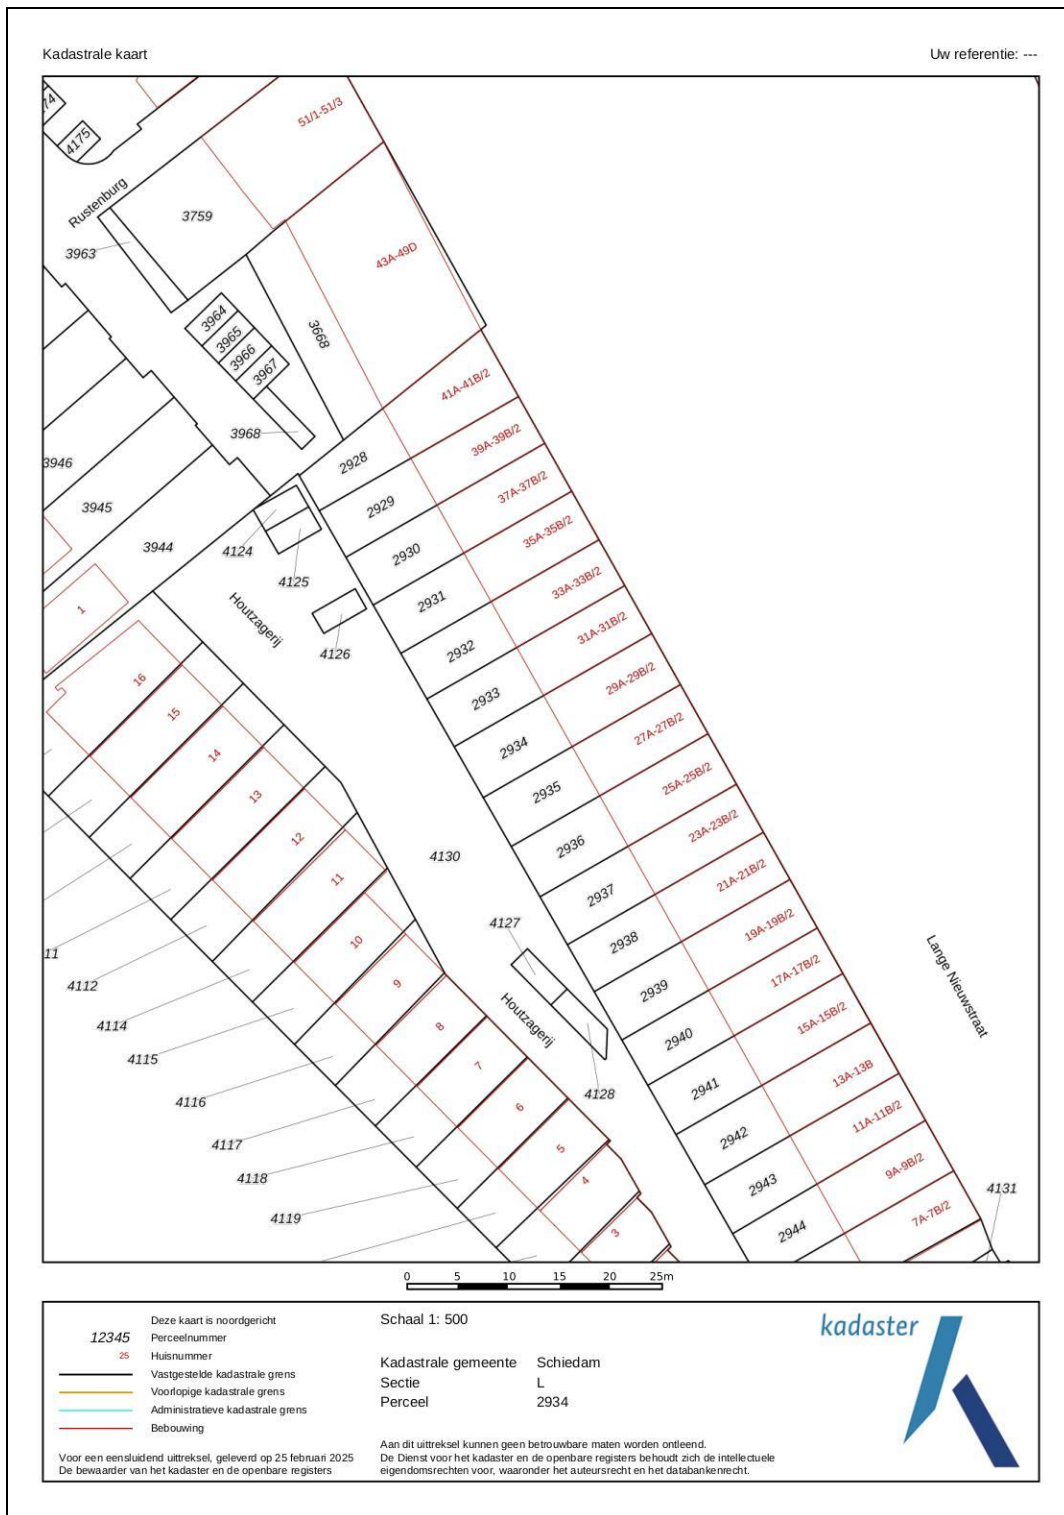 Kadastrale kaart
Uw referentie: ---
74
4175
51/1-51/3
Rustenburg
3759
3963
43A-49D
3964
3965
3966
3967
3668
3968
41A-41B/2
2928
39A-39B/2
3946
3945
2929
37A-37B/2
3944
4124
2930
35A-35B/2
4125
1
Houtzagerij
2931
33A-33B/2
4126
2932
31A-31B/2
16
2933
29A-29B/2
15
2934
27A-27B/2
14
2935
25A-25B/2
13
2936
23A-23B/2
12
4130
2937
21A-21B/2
11
4127
2938
19A-19B/2
10
11
2939
17A-17B/2
Lange Nieuwstraat
9
4112
Houtzagerij
2940
15A-15B/2
8
4114
4115
7
4128
2941
13A-13B
4116
6
2942
11A-11B/2
4117
5
2943
9A-9B/2
4118
4
4131
4119
3
2944
7A-7B/2
0 5 10 15 20 25m
Deze kaart is noordgericht
12345 Perceelnummer
25 Huisnummer
Vastgestelde kadastrale grens
Voorlopige kadastrale grens
Administratieve kadastrale grens
Bebouwing
Voor een eensluidend uittreksel, geleverd op 25 februari 2025
De bewaarder van het kadaster en de openbare registers
Schaal 1: 500
Kadastrale gemeente Schiedam
Sectie L
Perceel 2934
Aan dit uittreksel kunnen geen betrouwbare maten worden ontleend.
De Dienst voor het kadaster en de openbare registers behoudt zich de intellectuele
eigendomsrechten voor, waaronder het auteursrecht en het databankenrecht.
kadaster